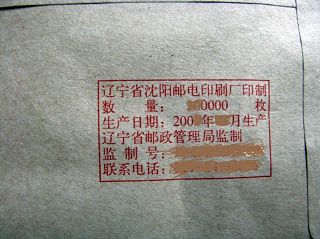 辽宁省沈阳邮电印刷厂印制
数 量: 0000 枚
生产日期: 200 年 月生产
辽宁省邮政管理局监制
监 制 号:
联系电话: